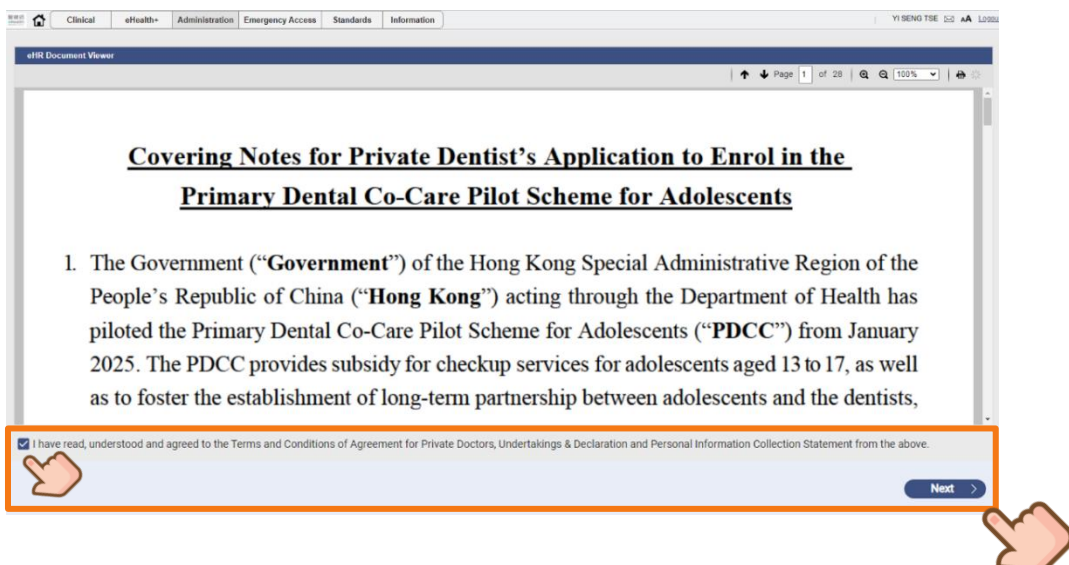 Clinical eHealth+ Administration Emergency Access Standards Information YI SENG TSE AA Logout
eHR Document Viewer
Page 1 of 28 100%
Covering Notes for Private Dentist’s Application to Enrol in the
Primary Dental Co-Care Pilot Scheme for Adolescents
1. The Government (“Government”) of the Hong Kong Special Administrative Region of the
People’s Republic of China (“Hong Kong”) acting through the Department of Health has
piloted the Primary Dental Co-Care Pilot Scheme for Adolescents (“PDCC”) from January
2025. The PDCC provides subsidy for checkup services for adolescents aged 13 to 17, as well
as to foster the establishment of long-term partnership between adolescents and the dentists,
I have read, understood and agreed to the Terms and Conditions of Agreement for Private Doctors, Undertakings & Declaration and Personal Information Collection Statement from the above.
Next